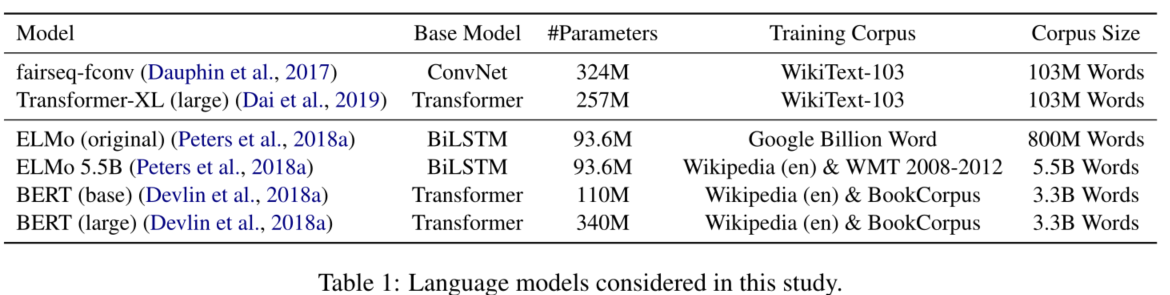 Model Base Model #Parameters Training Corpus Corpus Size
fairseq-fconv (Dauphin et al., 2017) ConvNet 324M WikiText-103 103M Words
Transformer-XL (large) (Dai et al., 2019) Transformer 257M WikiText-103 103M Words
ELMo (original) (Peters et al., 2018a) BiLSTM 93.6M Google Billion Word 800M Words
ELMo 5.5B (Peters et al., 2018a) BiLSTM 93.6M Wikipedia (en) & WMT 2008-2012 5.5B Words
BERT (base) (Devlin et al., 2018a) Transformer 110M Wikipedia (en) & BookCorpus 3.3B Words
BERT (large) (Devlin et al., 2018a) Transformer 340M Wikipedia (en) & BookCorpus 3.3B Words
Table 1: Language models considered in this study.